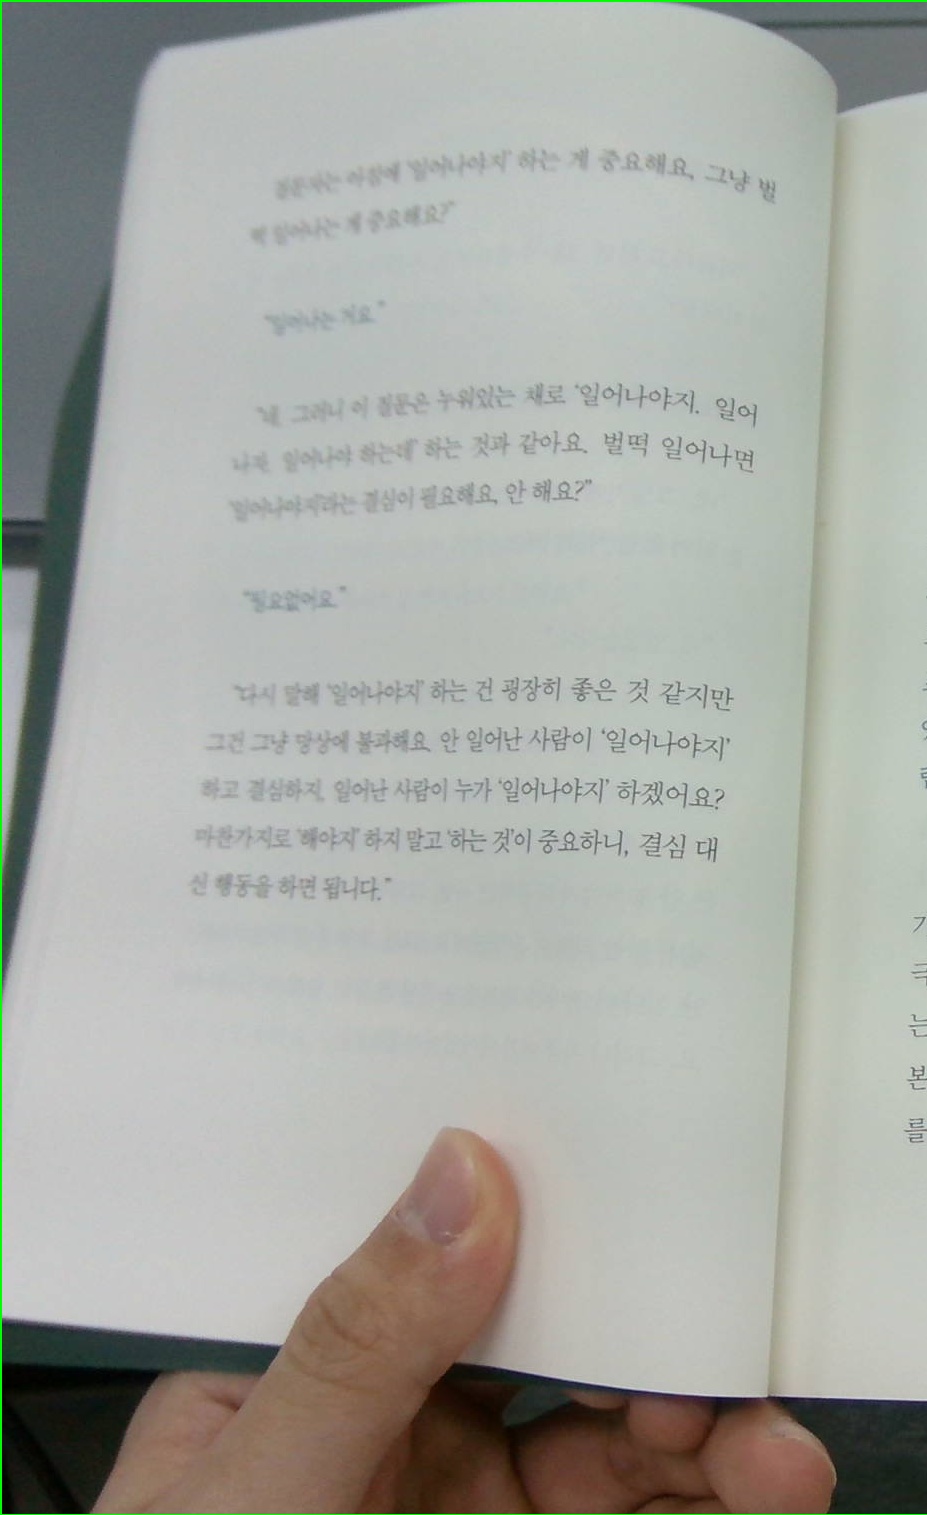 질문자는 아침에 '일어나야지' 하는 게 중요해요, 그냥 벌
떡 일어나는 게 중요해요?"
"일어나는 거요."
"네. 그러니 이 질문은 누워있는 채로 '일어나야지. 일어
나자. 일어나야 하는데' 하는 것과 같아요. 벌떡 일어나면
'일어나야지'라는 결심이 필요해요, 안 해요?"
"필요없어요."
"다시 말해 '일어나야지' 하는 건 굉장히 좋은 것 같지만
그건 그냥 망상에 불과해요. 안 일어난 사람이 '일어나야지'
하고 결심하지, 일어난 사람이 누가 '일어나야지' 하겠어요?
마찬가지로 '해야지' 하지 말고 '하는 것'이 중요하니, 결심 대
신 행동을 하면 됩니다."
기
극
는
본
를